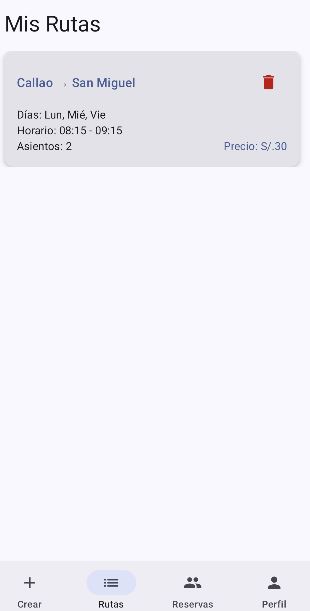 Mis Rutas
Callao → San Miguel
Días: Lun, Mié, Vie
Horario: 08:15 - 09:15
Asientos: 2
Precio: S/.30
Crear
Rutas
Reservas
Perfil